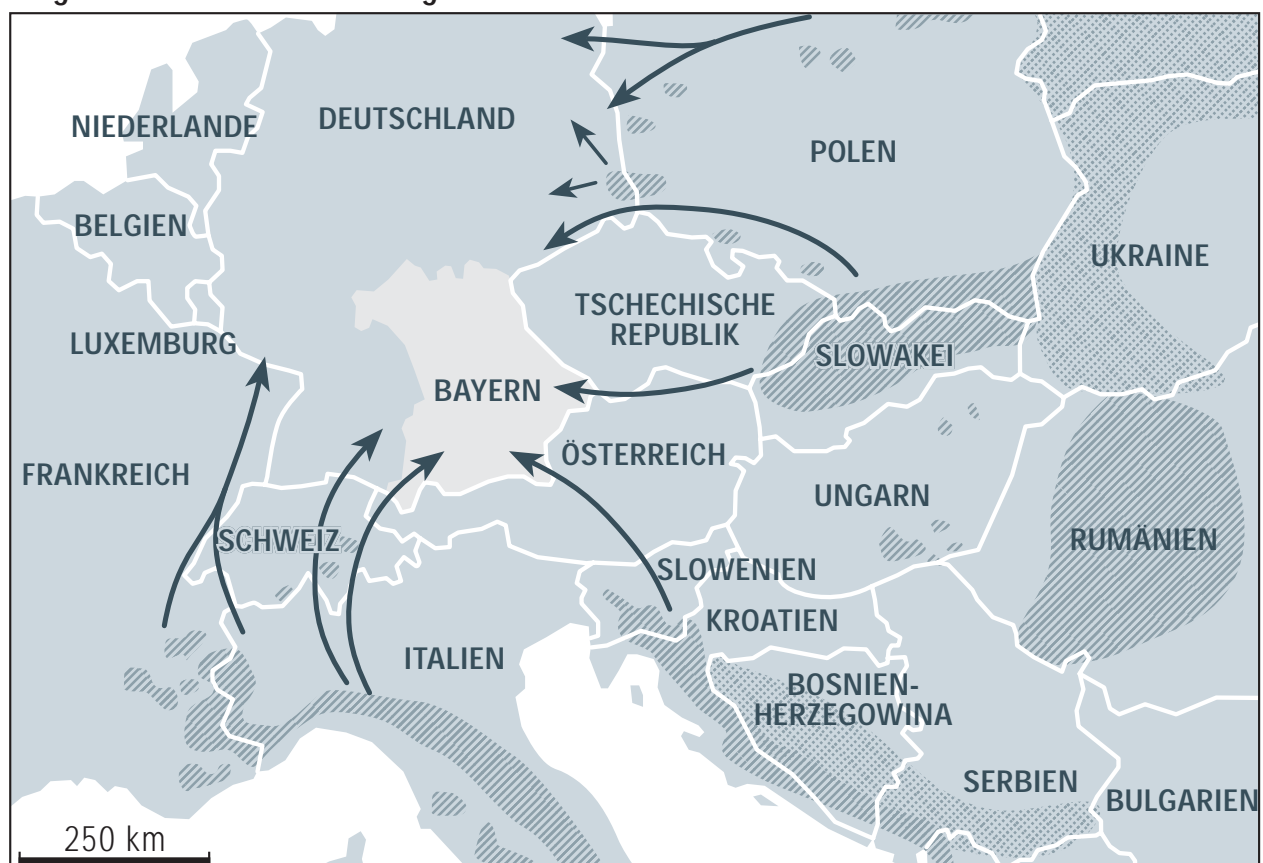 NIEDERLANDE
DEUTSCHLAND
POLEN
BELGIEN
UKRAINE
TSCHECHISCHE
REPUBLIK
LUXEMBURG
SLOWAKEI
BAYERN
ÖSTERREICH
FRANKREICH
UNGARN
SCHWEIZ
RUMÄNIEN
SLOWENIEN
KROATIEN
ITALIEN
BOSNIEN-
HERZEGOWINA
SERBIEN
BULGARIEN
250 km